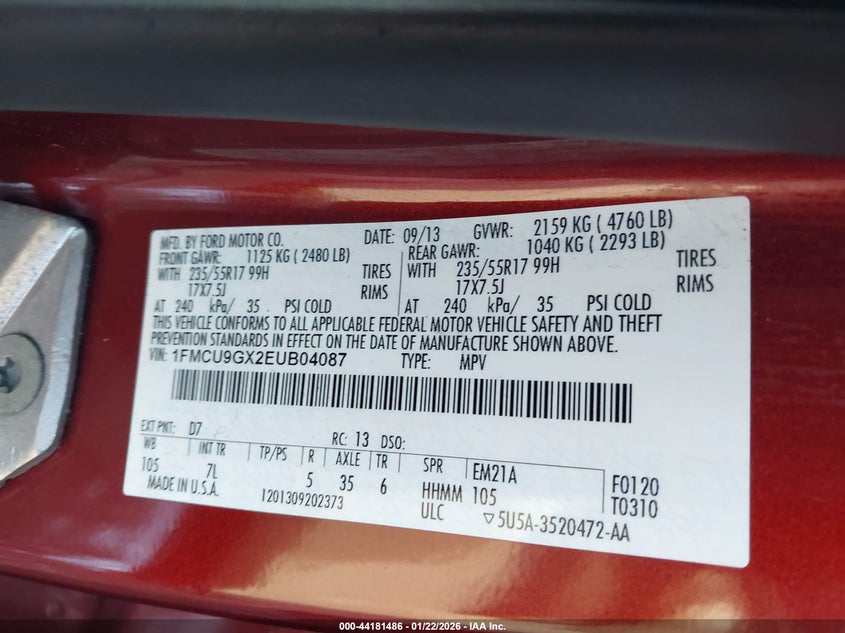 MFD. BY FORD MOTOR CO. DATE: 09/13 GVWR: 2159 KG ( 4760 LB)
FRONT GAWR: 1125 KG ( 2480 LB) REAR GAWR: 1040 KG ( 2293 LB)
WITH 235/55R17 99H TIRES WITH 235/55R17 99H TIRES
17X7.5J RIMS 17X7.5J RIMS
AT 240 kPa/ 35 PSI COLD AT 240 kPa/ 35 PSI COLD
THIS VEHICLE CONFORMS TO ALL APPLICABLE FEDERAL MOTOR VEHICLE SAFETY AND THEFT
PREVENTION STANDARDS IN EFFECT ON THE DATE OF MANUFACTURE SHOWN ABOVE.
VIN: 1FMCU9GX2EUB04087 TYPE: MPV
EXT PNT: D7 RC: 13 DSO:
WB INT TR TP/PS R AXLE TR SPR EM21A F0120
105 7L 5 35 6 HHMM 105 T0310
MADE IN U.S.A. 1201309202373 ULC ▽5U5A-3520472-AA
000-44181486 - 01/22/2026 - IAA Inc.